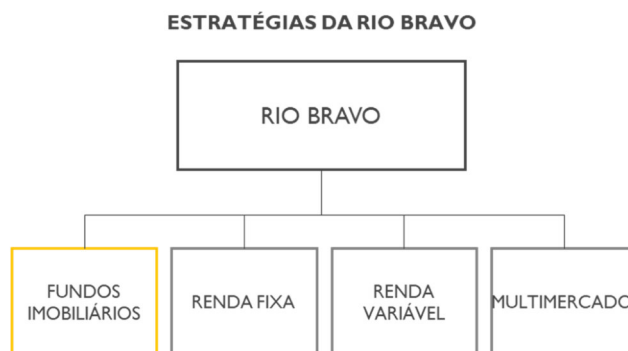 ESTRATÉGIAS DA RIO BRAVO
RIO BRAVO
FUNDOS
IMOBILIÁRIOS
RENDA FIXA
RENDA
VARIÁVEL
MULTIMERCADO